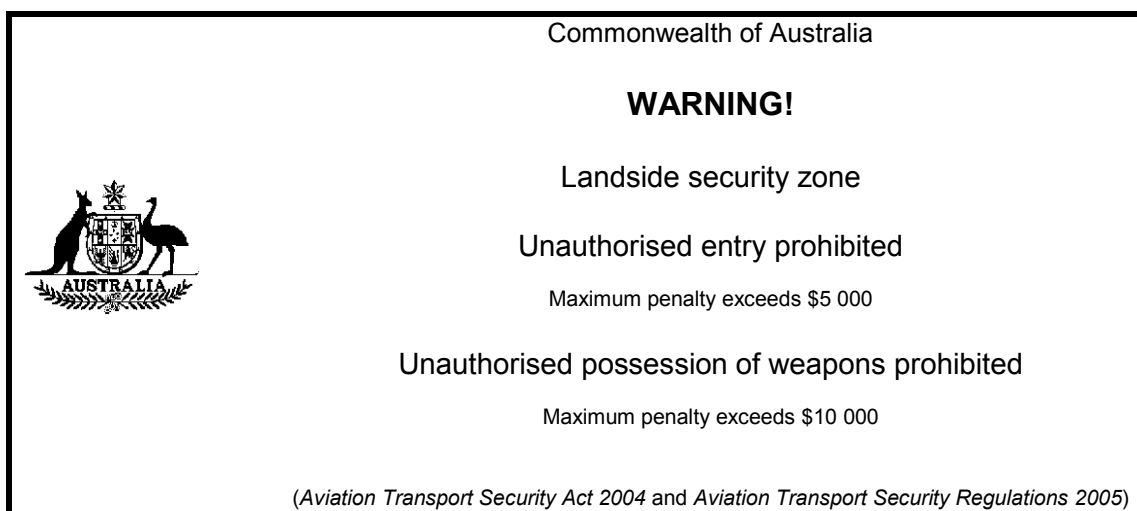 Commonwealth of Australia
WARNING!
Landside security zone
Unauthorised entry prohibited
Maximum penalty exceeds $5 000
AUSTRALIA
Unauthorised possession of weapons prohibited
Maximum penalty exceeds $10 000
(Aviation Transport Security Act 2004 and Aviation Transport Security Regulations 2005)